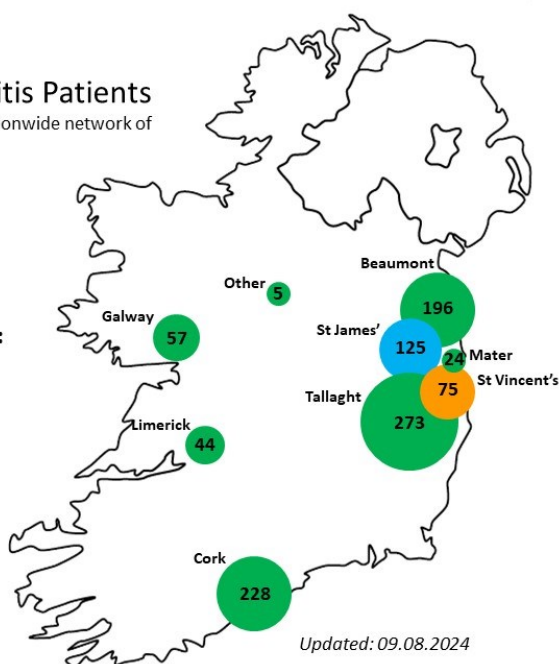 itis Patients
onwide network of
Beaumont
196
Other
5
St James’
125
Galway
57
:
24 Mater
St Vincent’s
75
Tallaght
273
Limerick
44
Cork
228
Updated: 09.08.2024